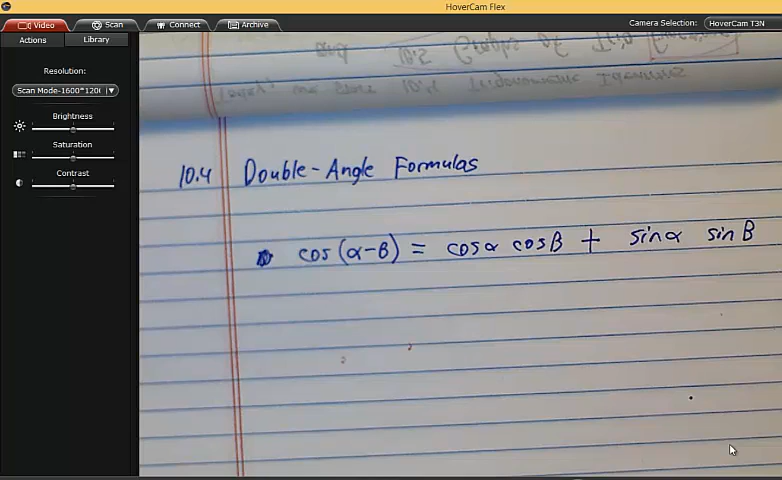 HoverCam Flex
Video Scan Connect Archive Camera Selection: HoverCam T3N
Actions Library
Resolution:
Scan Mode-1600*120
Brightness
Saturation
Contrast
10.4 Double-Angle Formulas
cos(α-β) = cosα cosβ + sinα sinβ